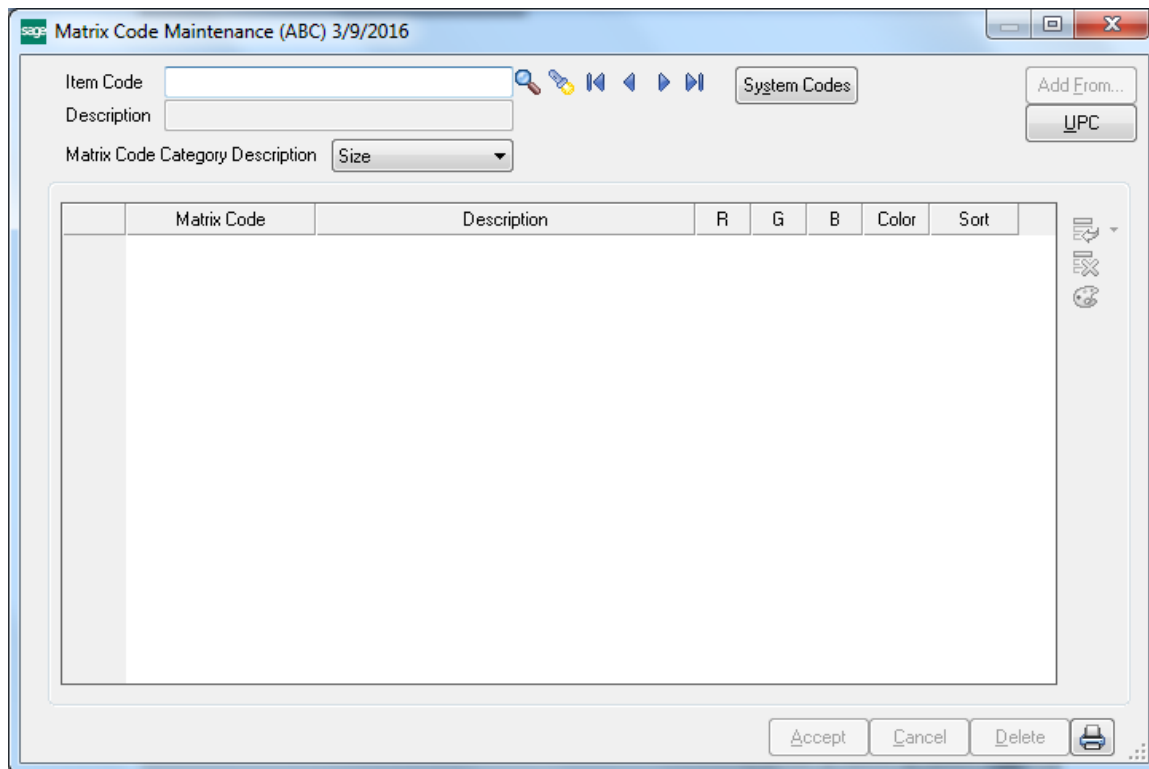 sage Matrix Code Maintenance (ABC) 3/9/2016
Item Code System Codes Add From...
Description UPC
Matrix Code Category Description Size
Matrix Code Description R G B Color Sort
Accept Cancel Delete